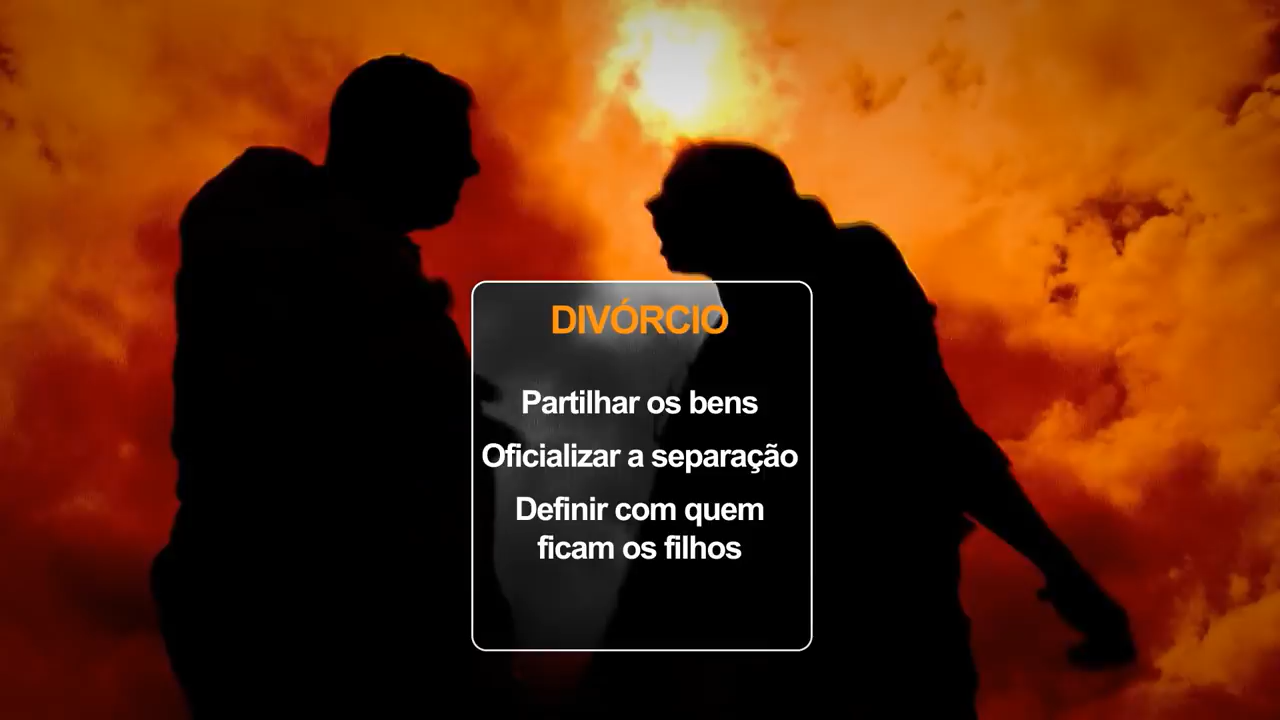 DIVÓRCIO
Partilhar os bens
Oficializar a separação
Definir com quem
ficam os filhos